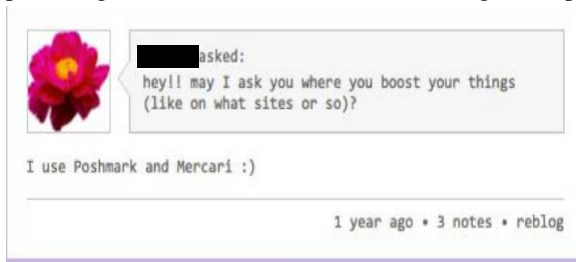 asked:
hey!! may I ask you where you boost your things
(like on what sites or so)?
I use Poshmark and Mercari :)
1 year ago • 3 notes • reblog